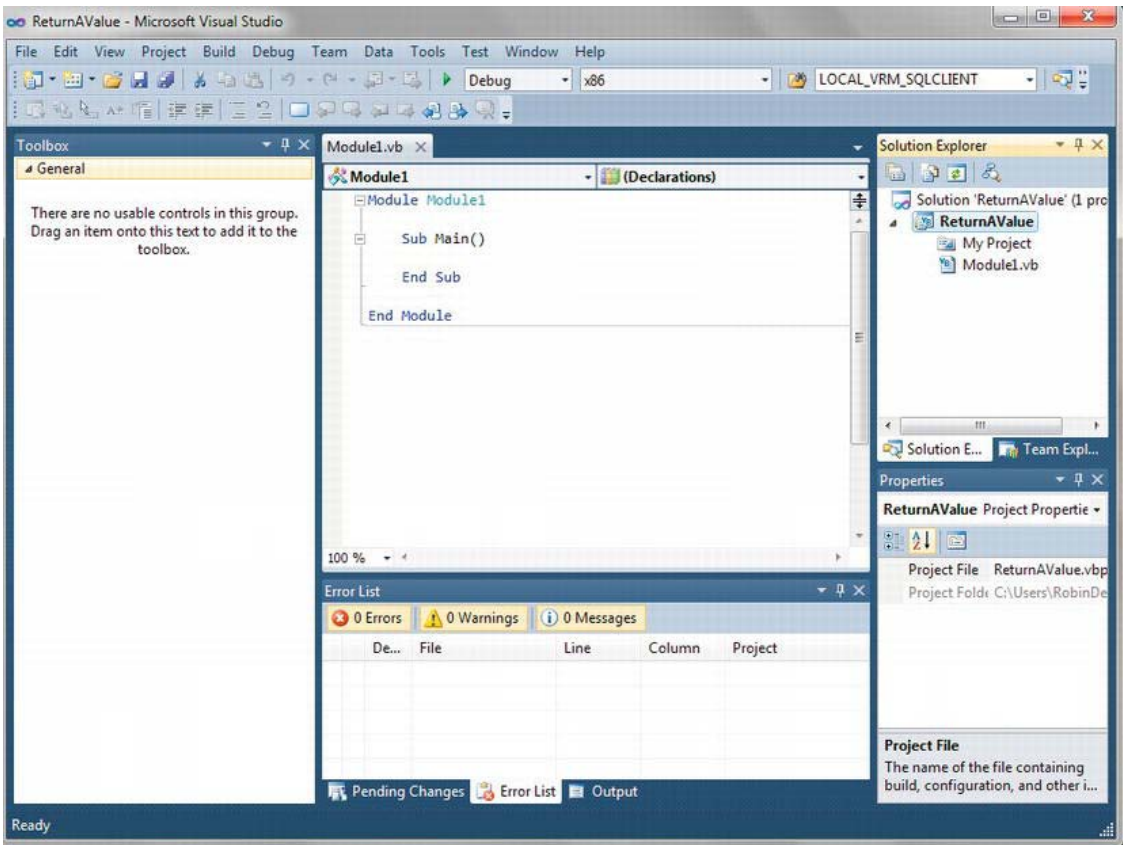 ReturnAValue - Microsoft Visual Studio
File Edit View Project Build Debug Team Data Tools Test Window Help
Debug x86 LOCAL_VRM_SQLCLIENT
Toolbox
General
There are no usable controls in this group.
Drag an item onto this text to add it to the
toolbox.
Module1.vb
Module1 (Declarations)
Module Module1
Sub Main()
End Sub
End Module
100 %
Error List
0 Errors 0 Warnings 0 Messages
De... File Line Column Project
Pending Changes Error List Output
Solution Explorer
Solution 'ReturnAValue' (1 pro
ReturnAValue
My Project
Module1.vb
Solution E... Team Expl...
Properties
ReturnAValue Project Propertie
Project File ReturnAValue.vbp
Project Folde C:\Users\RobinDe
Project File
The name of the file containing
build, configuration, and other i...
Ready